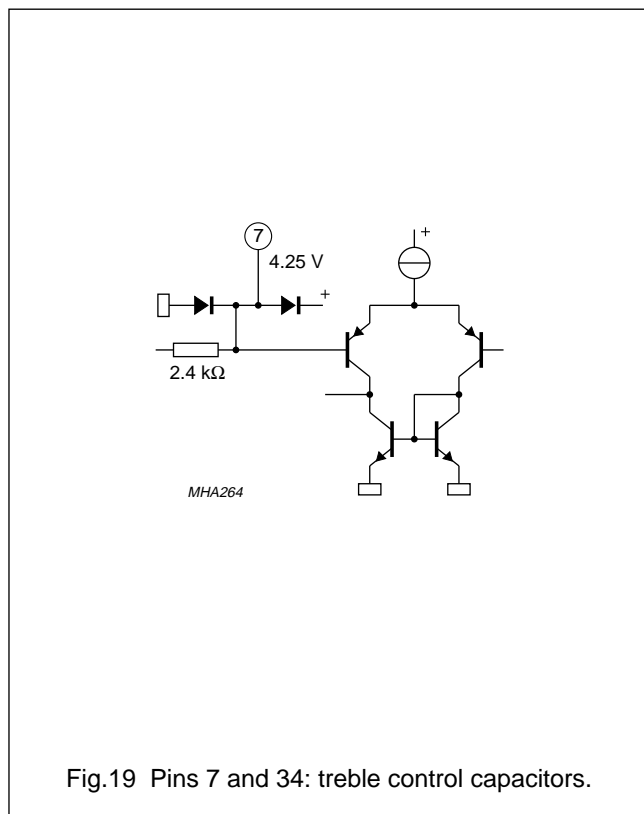 +
7
4.25 V
+
2.4 kΩ
MHA264
Fig.19 Pins 7 and 34: treble control capacitors.